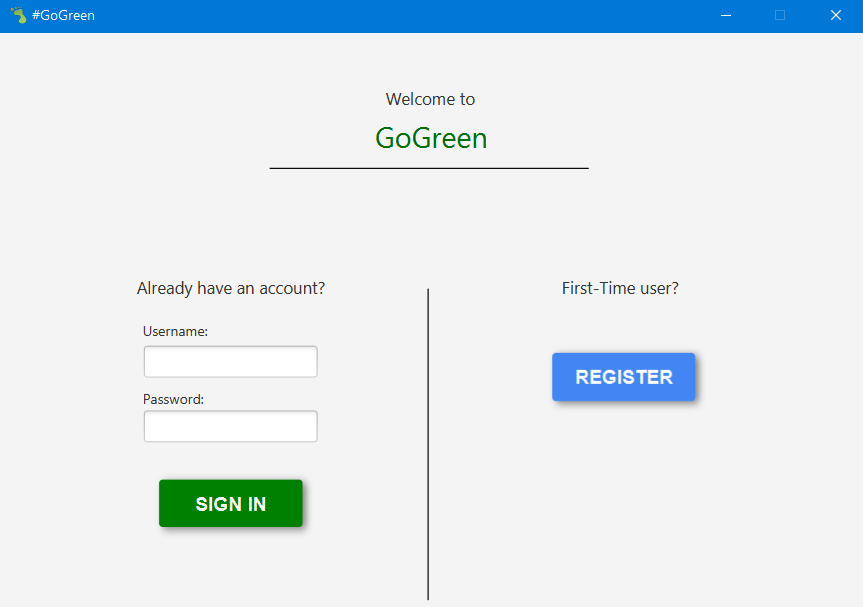 #GoGreen
Welcome to
GoGreen
Already have an account?
Username:
Password:
SIGN IN
First-Time user?
REGISTER